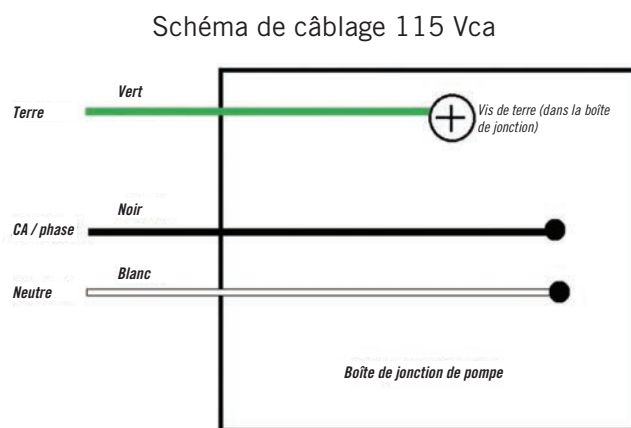 Schéma de câblage 115 Vca
Vert
Terre
Vis de terre (dans la boîte
de jonction)
Noir
CA / phase
Blanc
Neutre
Boîte de jonction de pompe